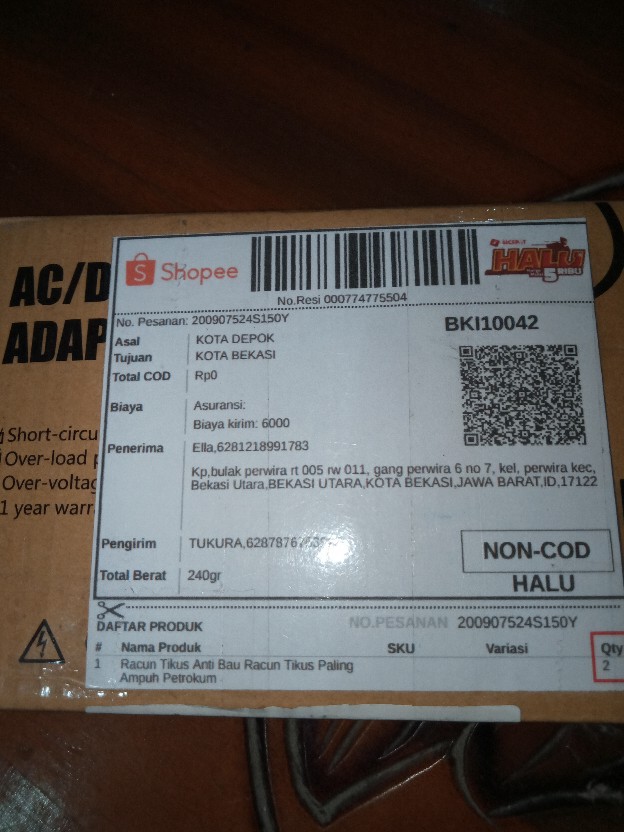 AC/D
ADAP
Short-circu
Over-load p
Over-voltag
1 year warr
Shopee
HALU
5 RIBU
No.Resi 000774775504
No. Pesanan: 200907524S150Y
BKI10042
Asal KOTA DEPOK
Tujuan KOTA BEKASI
Total COD Rp0
Biaya Asuransi:
Biaya kirim: 6000
Penerima Ella,6281218991783
Kp,bulak perwira rt 005 rw 011, gang perwira 6 no 7, kel, perwira kec,
Bekasi Utara,BEKASI UTARA,KOTA BEKASI,JAWA BARAT,ID,17122
Pengirim TUKURA,
NON-COD
Total Berat 240gr
HALU
DAFTAR PRODUK NO.PESANAN 200907524S150Y
# Nama Produk SKU Variasi Qty
1 Racun Tikus Anti Bau Racun Tikus Paling 2
Ampuh Petrokum